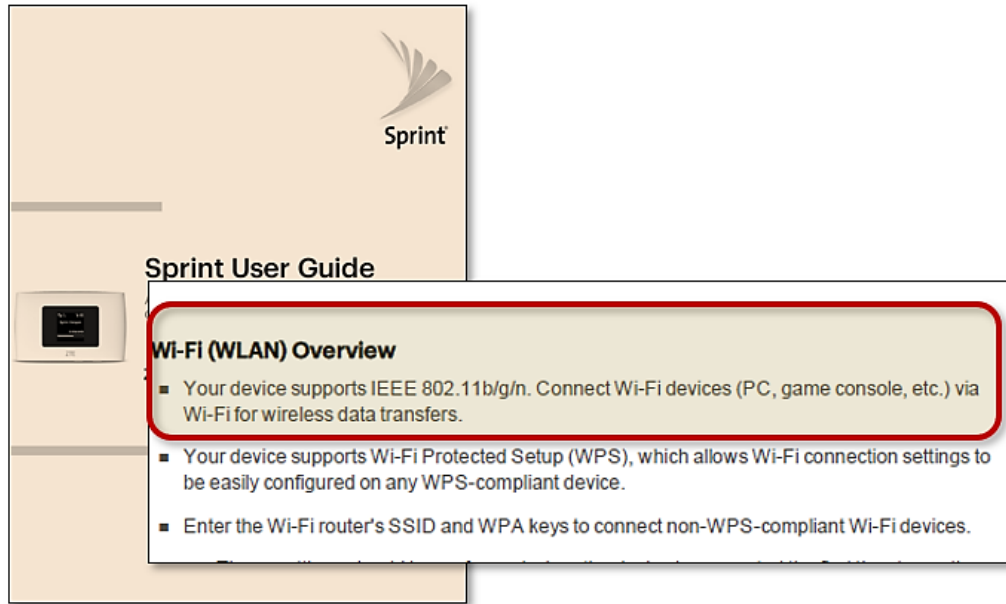 Sprint
Sprint User Guide
ZTE
Wi-Fi (WLAN) Overview
Your device supports IEEE 802.11b/g/n. Connect Wi-Fi devices (PC, game console, etc.) via
Wi-Fi for wireless data transfers.
Your device supports Wi-Fi Protected Setup (WPS), which allows Wi-Fi connection settings to
be easily configured on any WPS-compliant device.
Enter the Wi-Fi router's SSID and WPA keys to connect non-WPS-compliant Wi-Fi devices.